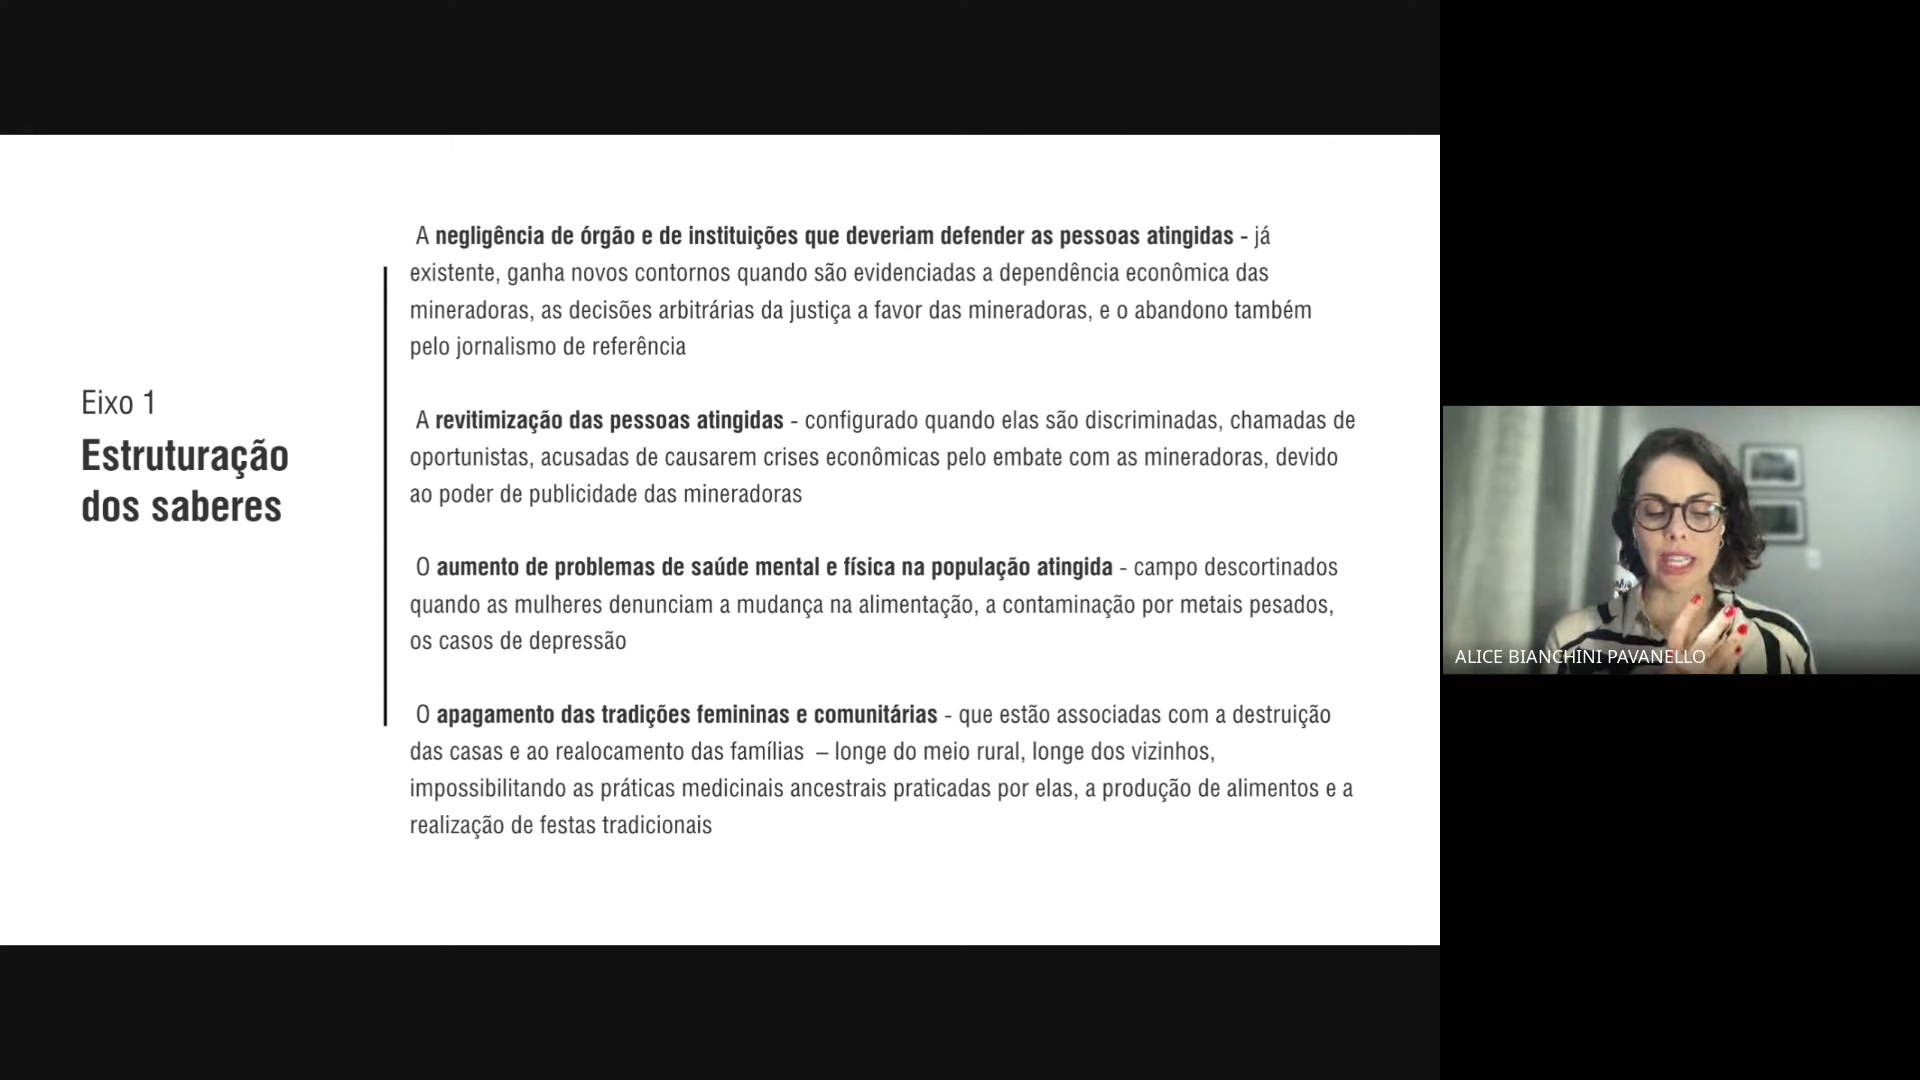 Eixo 1
Estruturação
dos saberes
A negligência de órgão e de instituições que deveriam defender as pessoas atingidas - já
existente, ganha novos contornos quando são evidenciadas a dependência econômica das
mineradoras, as decisões arbitrárias da justiça a favor das mineradoras, e o abandono também
pelo jornalismo de referência
A revitimização das pessoas atingidas - configurado quando elas são discriminadas, chamadas de
oportunistas, acusadas de causarem crises econômicas pelo embate com as mineradoras, devido
ao poder de publicidade das mineradoras
O aumento de problemas de saúde mental e física na população atingida - campo descortinados
quando as mulheres denunciam a mudança na alimentação, a contaminação por metais pesados,
os casos de depressão
O apagamento das tradições femininas e comunitárias - que estão associadas com a destruição
das casas e ao realocamento das famílias – longe do meio rural, longe dos vizinhos,
impossibilitando as práticas medicinais ancestrais praticadas por elas, a produção de alimentos e a
realização de festas tradicionais
ALICE BIANCHINI PAVANELLO